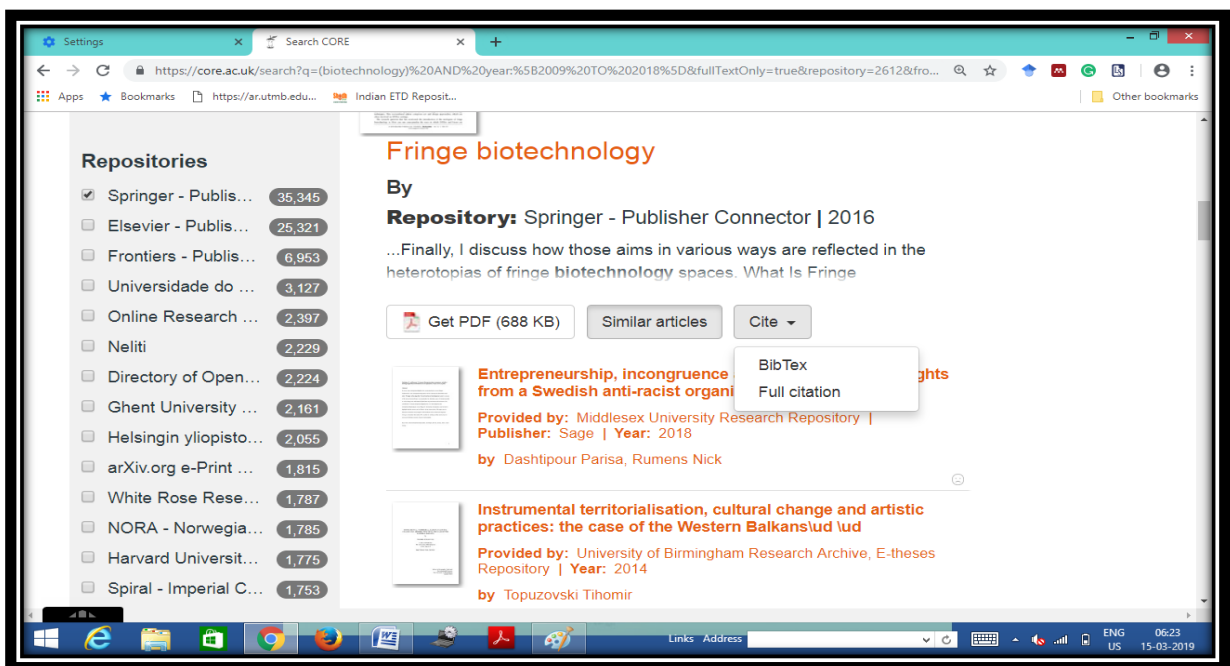 Settings
Search CORE
https://core.ac.uk/search?q=(biotechnology)%20AND%20year:%5B2009%20TO%202018%5D&fullTextOnly=true&repository=2612&fro...
Apps
Bookmarks
https://ar.utmb.edu...
Indian ETD Reposit...
Other bookmarks
Repositories
Springer - Publis... 35,345
Elsevier - Publis... 25,321
Frontiers - Publis... 6,953
Universidade do ... 3,127
Online Research ... 2,397
Neliti 2,229
Directory of Open... 2,224
Ghent University ... 2,161
Helsingin yliopisto... 2,055
arXiv.org e-Print ... 1,815
White Rose Rese... 1,787
NORA - Norwegia... 1,785
Harvard Universit... 1,775
Spiral - Imperial C... 1,753
Fringe biotechnology
By
Repository: Springer - Publisher Connector | 2016
...Finally, I discuss how those aims in various ways are reflected in the
heterotopias of fringe biotechnology spaces. What Is Fringe
Get PDF (688 KB)
Similar articles
Cite
BibTex
Full citation
Entrepreneurship, incongruence ghts
from a Swedish anti-racist organi
Provided by: Middlesex University Research Repository |
Publisher: Sage | Year: 2018
by Dashtipour Parisa, Rumens Nick
Instrumental territorialisation, cultural change and artistic
practices: the case of the Western Balkans\ud \ud
Provided by: University of Birmingham Research Archive, E-theses
Repository | Year: 2014
by Topuzovski Tihomir
Links Address
ENG 06:23
US 15-03-2019